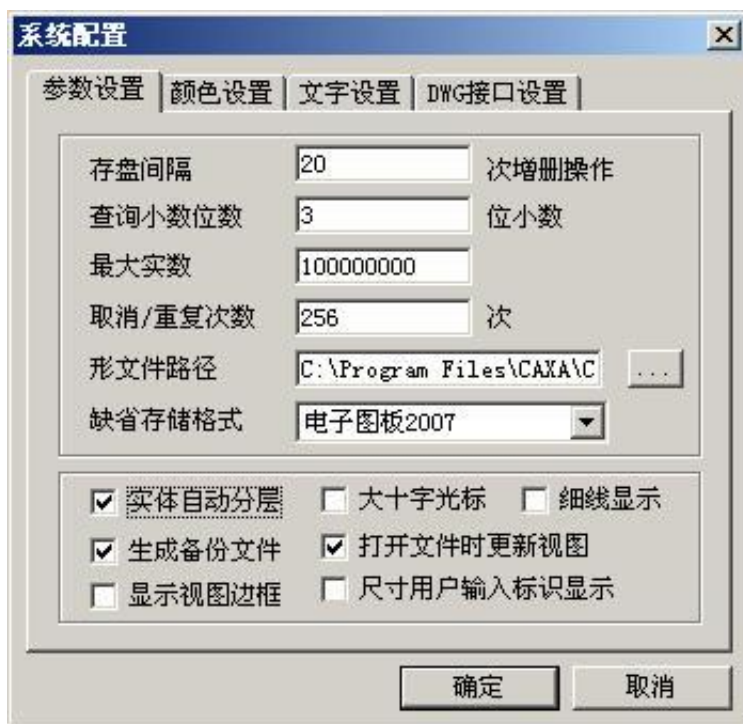 系统配置
参数设置 颜色设置 文字设置 DWG接口设置
存盘间隔 20 次增删操作
查询小数位数 3 位小数
最大实数 100000000
取消/重复次数 256 次
形文件路径 C:\Program Files\CAXA\C ...
缺省存储格式 电子图板2007
实体自动分层 大十字光标 细线显示
生成备份文件 打开文件时更新视图
显示视图边框 尺寸用户输入标识显示
确定 取消